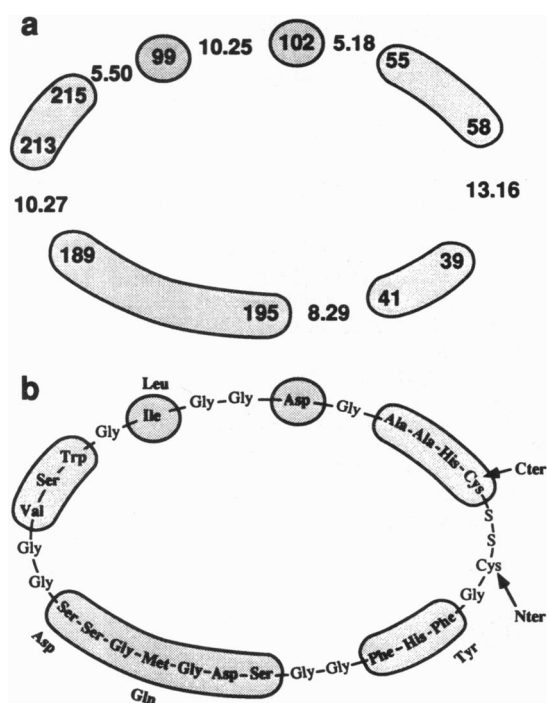 a
99
10.25
102
5.18
55
5.50
215
213
58
13.16
10.27
189
39
41
195
8.29
b
Leu
Ile
Gly
Gly
Asp
Gly
Ala-Ala-His-Cys
Cter
Gly
Trp
Ser
Val
S
S
Cys
Nter
Gly
Gly
Gly
Ser-Ser-Gly-Met-Gly-Asp-Ser
Gly
Gly
Phe-His-Phe
Tyr
Asp
Gln